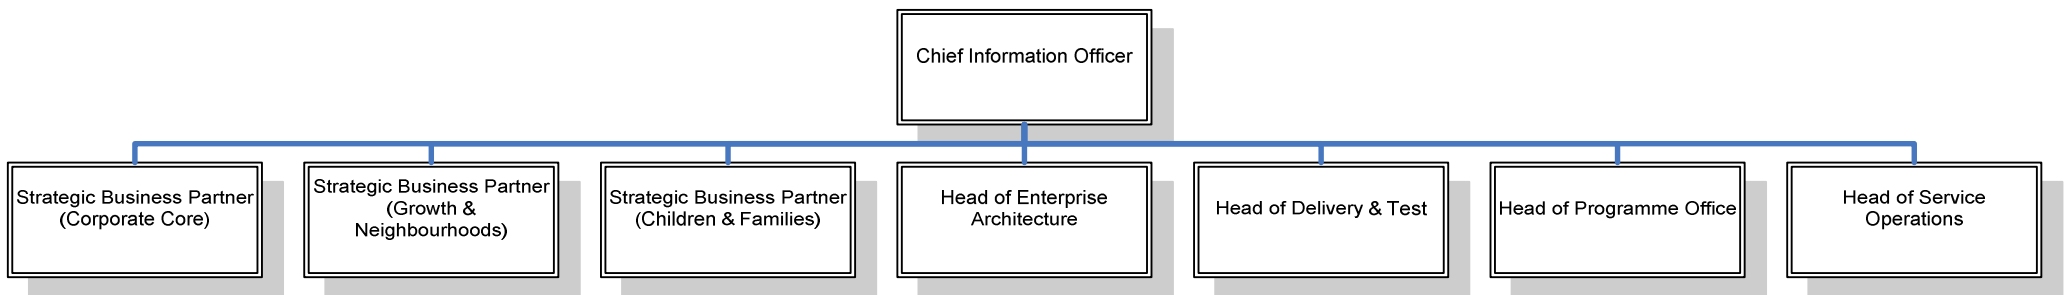 Chief Information Officer
Strategic Business Partner
(Corporate Core)
Strategic Business Partner
(Growth &
Neighbourhoods)
Strategic Business Partner
(Children & Families)
Head of Enterprise
Architecture
Head of Delivery & Test
Head of Programme Office
Head of Service
Operations